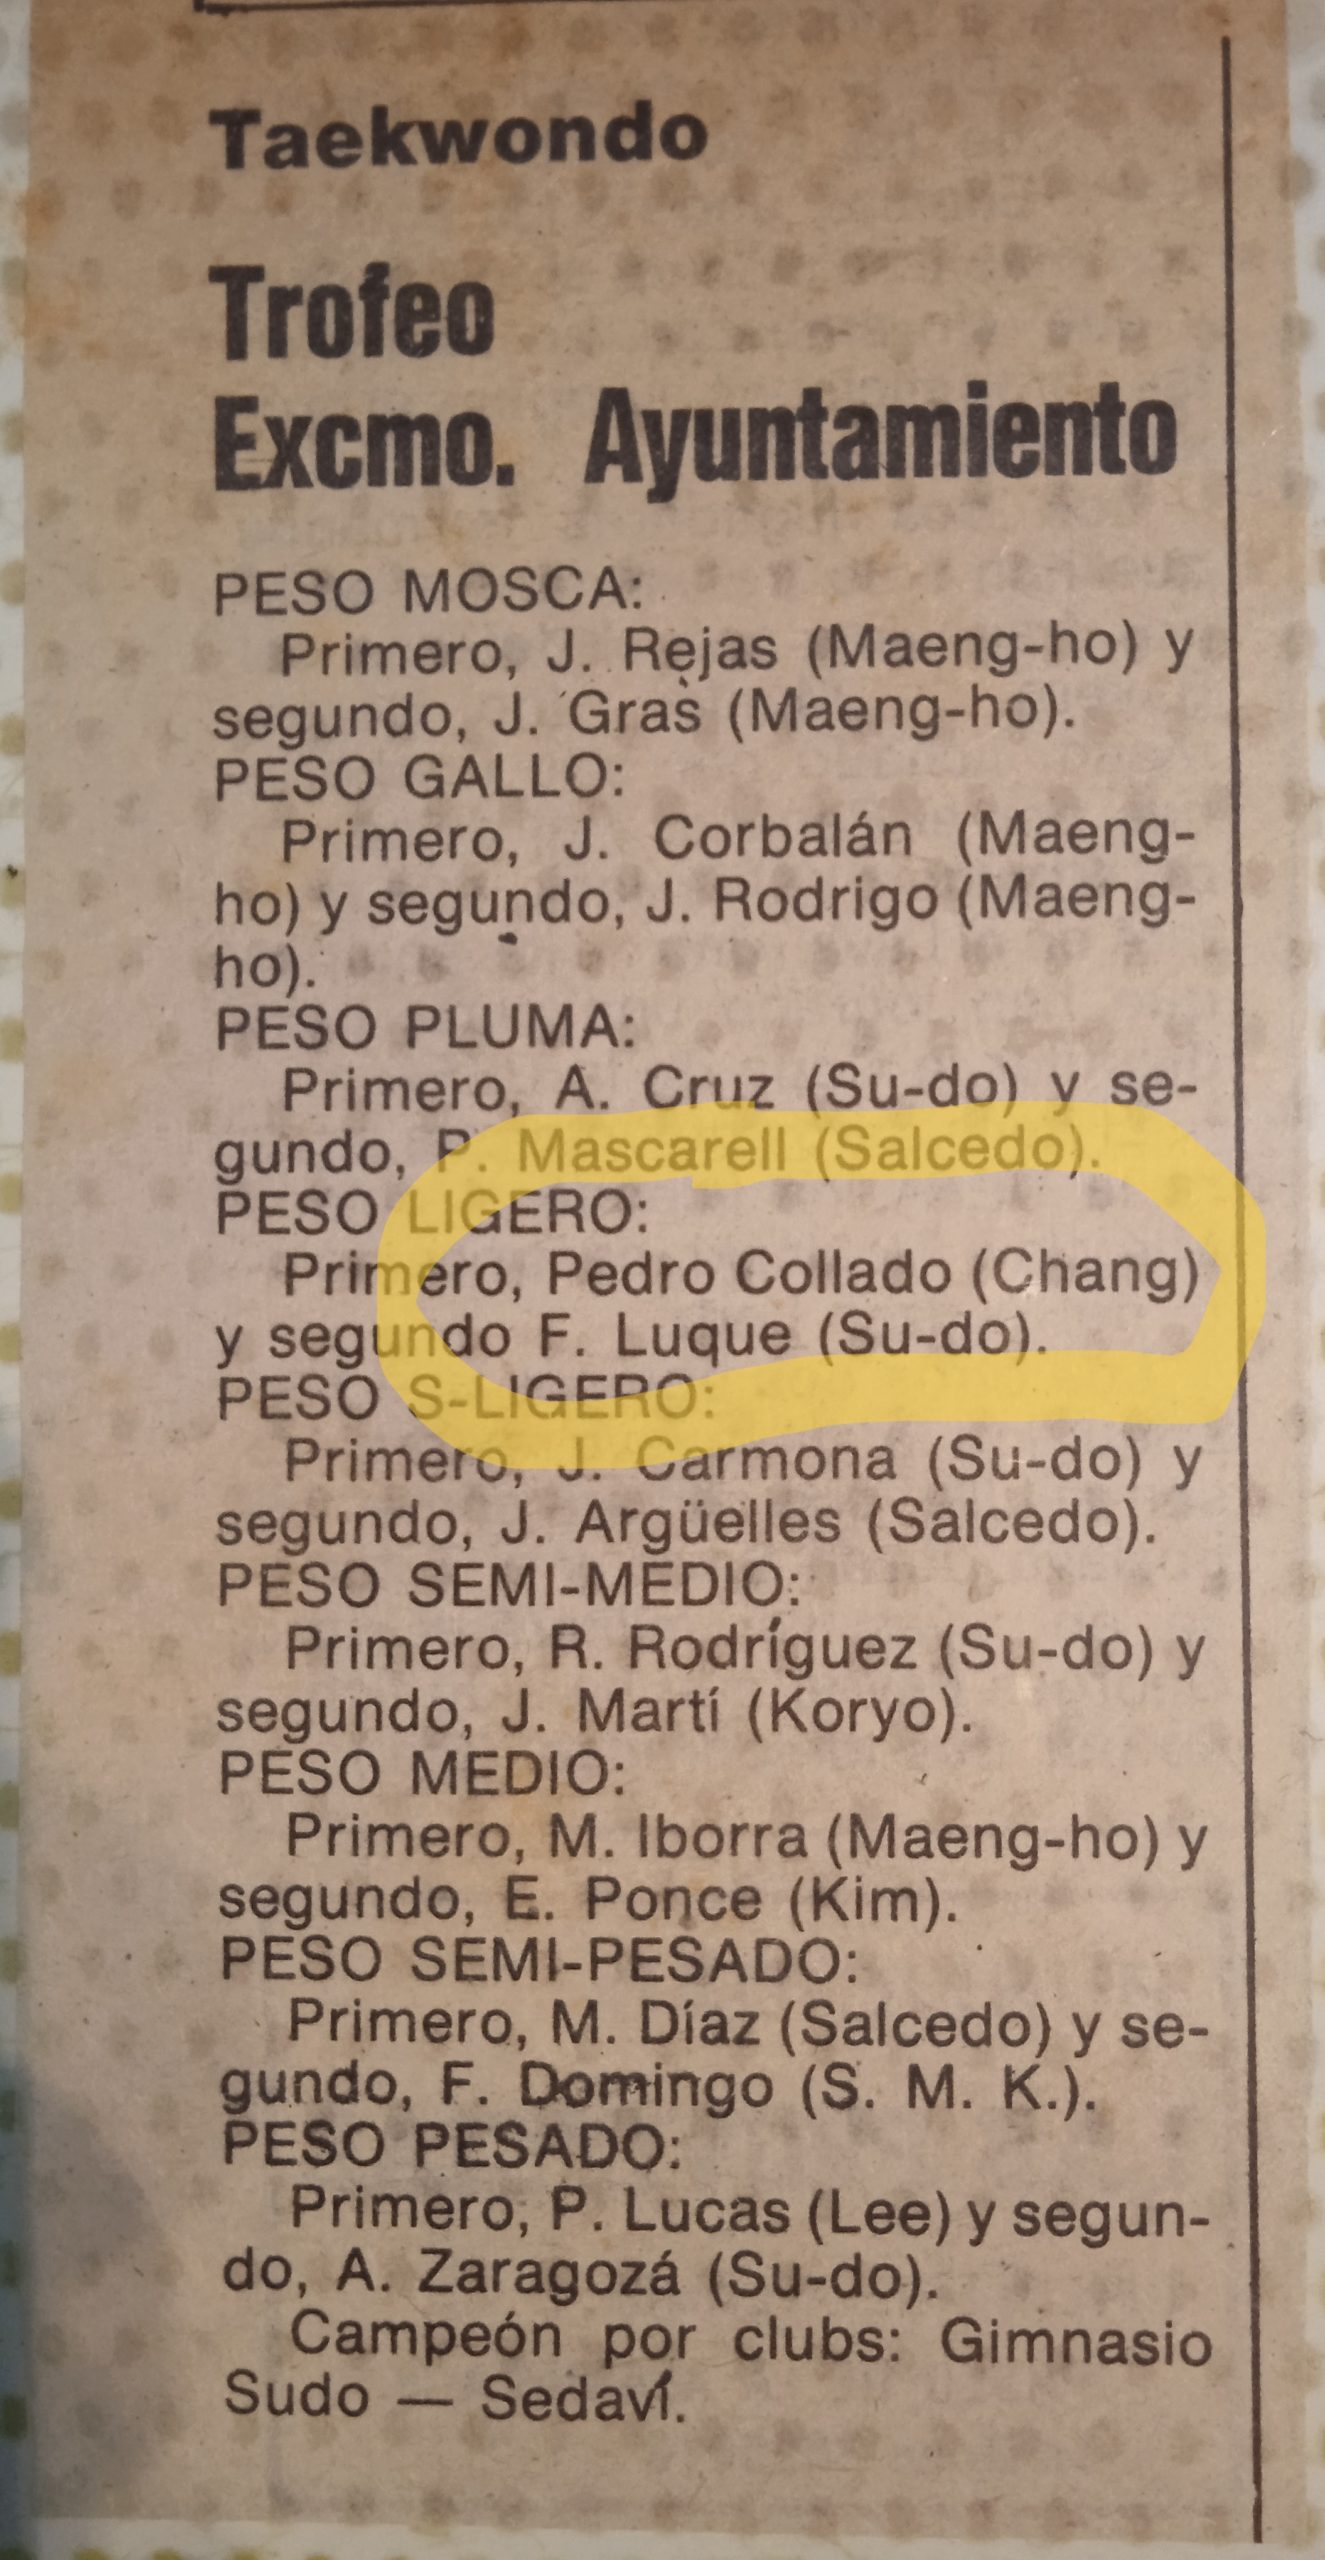 Taekwondo
Trofeo
Excmo. Ayuntamiento
PESO MOSCA:
Primero, J. Rejas (Maeng-ho) y
segundo, J. Gras (Maeng-ho).
PESO GALLO:
Primero, J. Corbalán (Maeng-
ho) y segundo, J. Rodrigo (Maeng-
ho).
PESO PLUMA:
Primero, A. Cruz (Su-do) y se-
gundo, P. Mascarell (Salcedo).
PESO LIGERO:
Primero, Pedro Collado (Chang)
y segundo F. Luque (Su-do).
PESO S-LIGERO:
Primero, J. Carmona (Su-do) y
segundo, J. Argüelles (Salcedo).
PESO SEMI-MEDIO:
Primero, R. Rodríguez (Su-do) y
segundo, J. Martí (Koryo).
PESO MEDIO:
Primero, M. Iborra (Maeng-ho) y
segundo, E. Ponce (Kim).
PESO SEMI-PESADO:
Primero, M. Díaz (Salcedo) y se-
gundo, F. Domingo (S. M. K.).
PESO PESADO:
Primero, P. Lucas (Lee) y segun-
do, A. Zaragozá (Su-do).
Campeón por clubs: Gimnasio
Sudo — Sedaví.